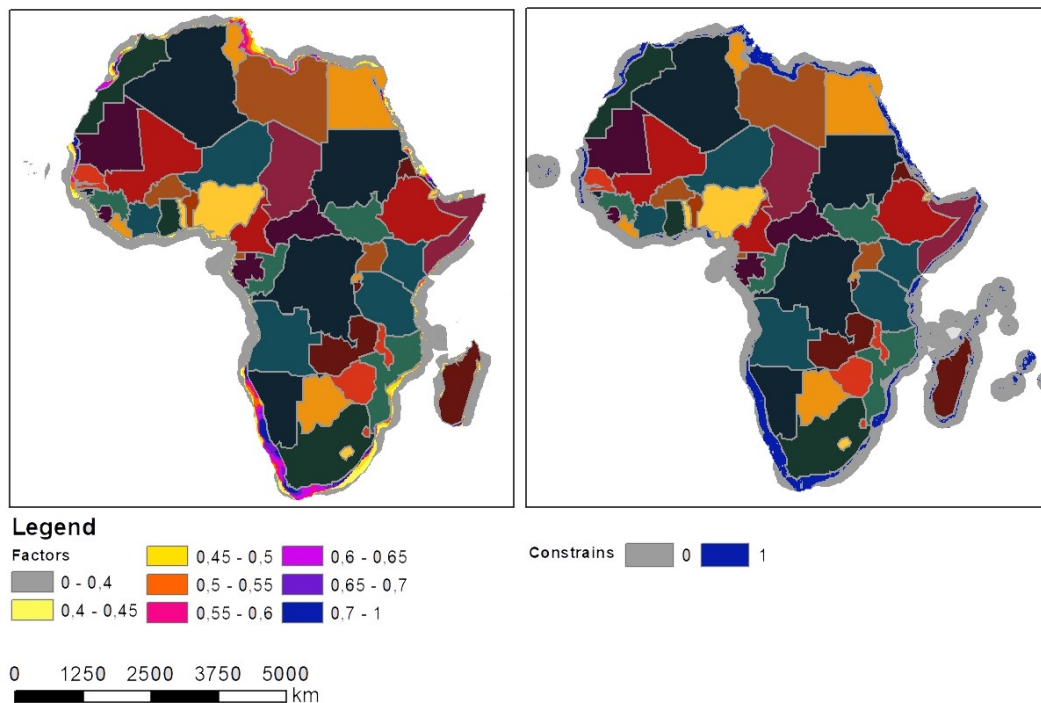 Legend
Factors
0 - 0,4
0,4 - 0,45
0,45 - 0,5
0,5 - 0,55
0,55 - 0,6
0,6 - 0,65
0,65 - 0,7
0,7 - 1
Constrains 0 1
0 1250 2500 3750 5000
km